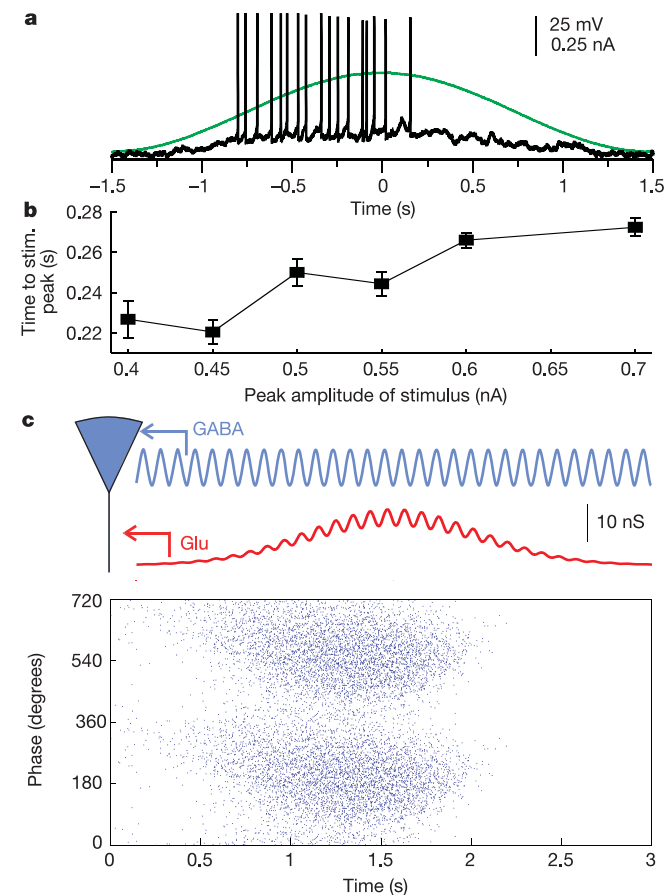 a
25 mV
0.25 nA
−1.5 −1 −0.5 0 0.5 1 1.5
Time (s)
b
Time to stim.
peak (s)
0.28
0.26
0.24
0.22
0.4 0.45 0.5 0.55 0.6 0.65 0.7
Peak amplitude of stimulus (nA)
c
GABA
Glu
10 nS
Phase (degrees)
720
540
360
180
0
0 0.5 1 1.5 2 2.5 3
Time (s)